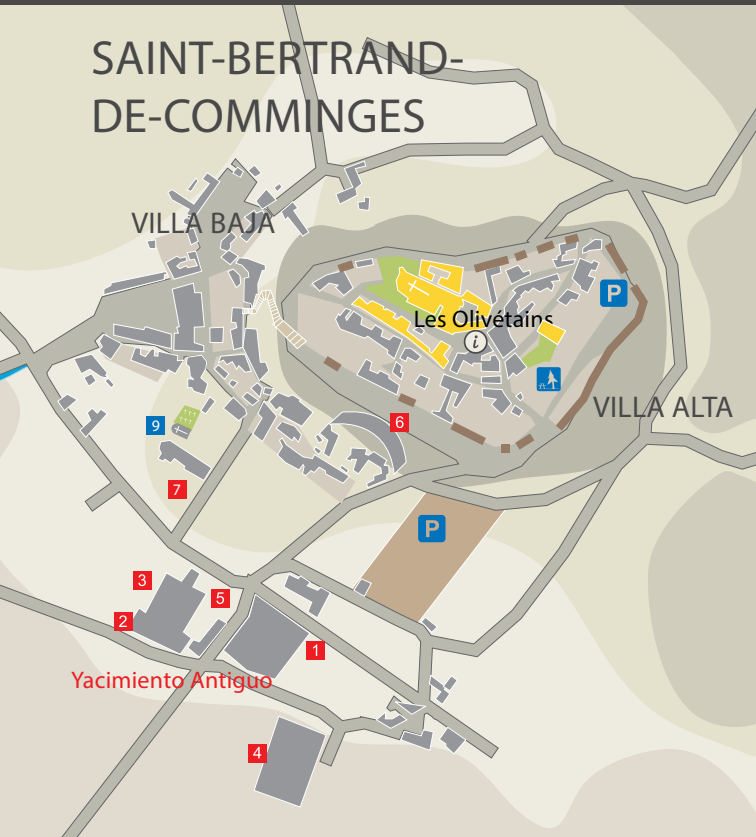 SAINT-BERTRAND-
DE-COMMINGES
VILLA BAJA
P
Les Olivétains
i
VILLA ALTA
6
9
7
P
3
5
2
1
Yacimiento Antiguo
4